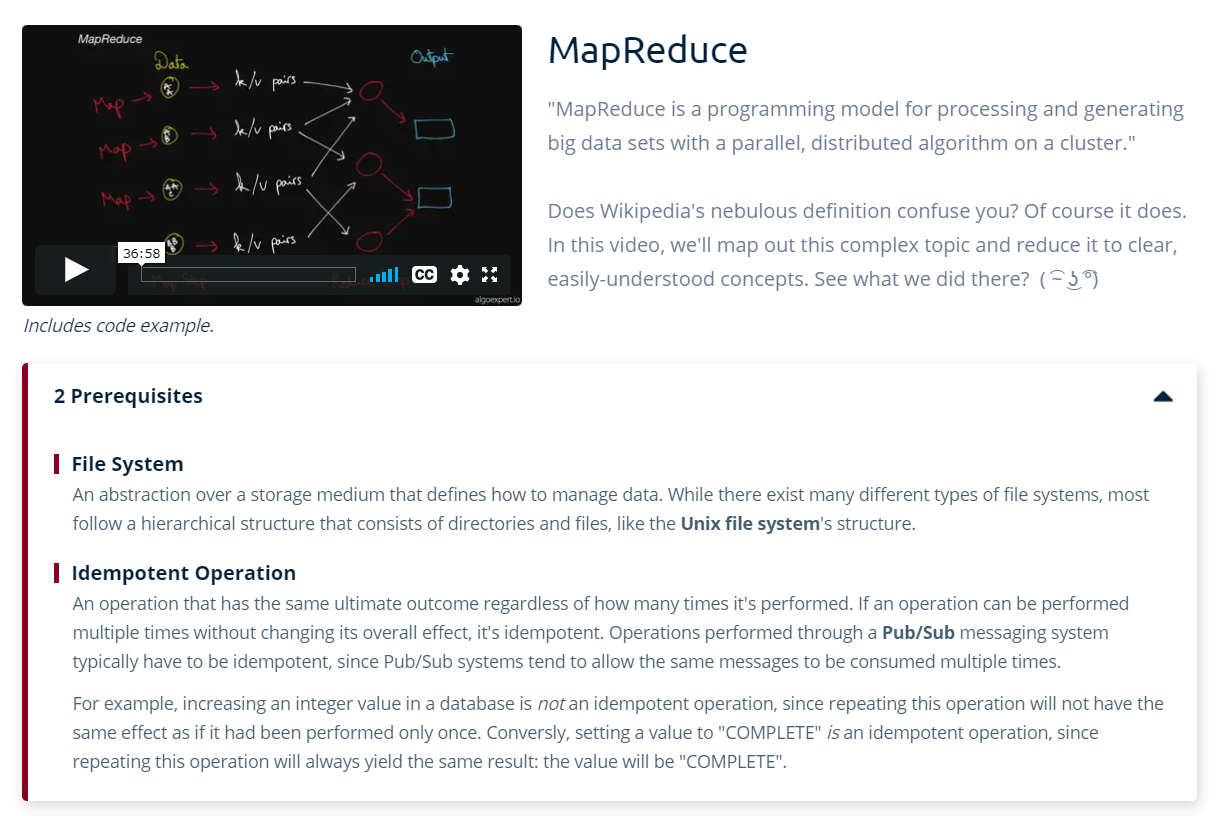 MapReduce
Data
Output
Map
k/v pairs
Map
k/v pairs
Map
k/v pairs
k/v pairs
36:58
CC
Map Step
algoexpert.io
Includes code example.
MapReduce
"MapReduce is a programming model for processing and generating
big data sets with a parallel, distributed algorithm on a cluster."
Does Wikipedia's nebulous definition confuse you? Of course it does.
In this video, we'll map out this complex topic and reduce it to clear,
easily-understood concepts. See what we did there? ( ͡~ ͜ʖ ͡°)
2 Prerequisites
File System
An abstraction over a storage medium that defines how to manage data. While there exist many different types of file systems, most
follow a hierarchical structure that consists of directories and files, like the Unix file system's structure.
Idempotent Operation
An operation that has the same ultimate outcome regardless of how many times it's performed. If an operation can be performed
multiple times without changing its overall effect, it's idempotent. Operations performed through a Pub/Sub messaging system
typically have to be idempotent, since Pub/Sub systems tend to allow the same messages to be consumed multiple times.
For example, increasing an integer value in a database is not an idempotent operation, since repeating this operation will not have the
same effect as if it had been performed only once. Conversly, setting a value to "COMPLETE" is an idempotent operation, since
repeating this operation will always yield the same result: the value will be "COMPLETE".